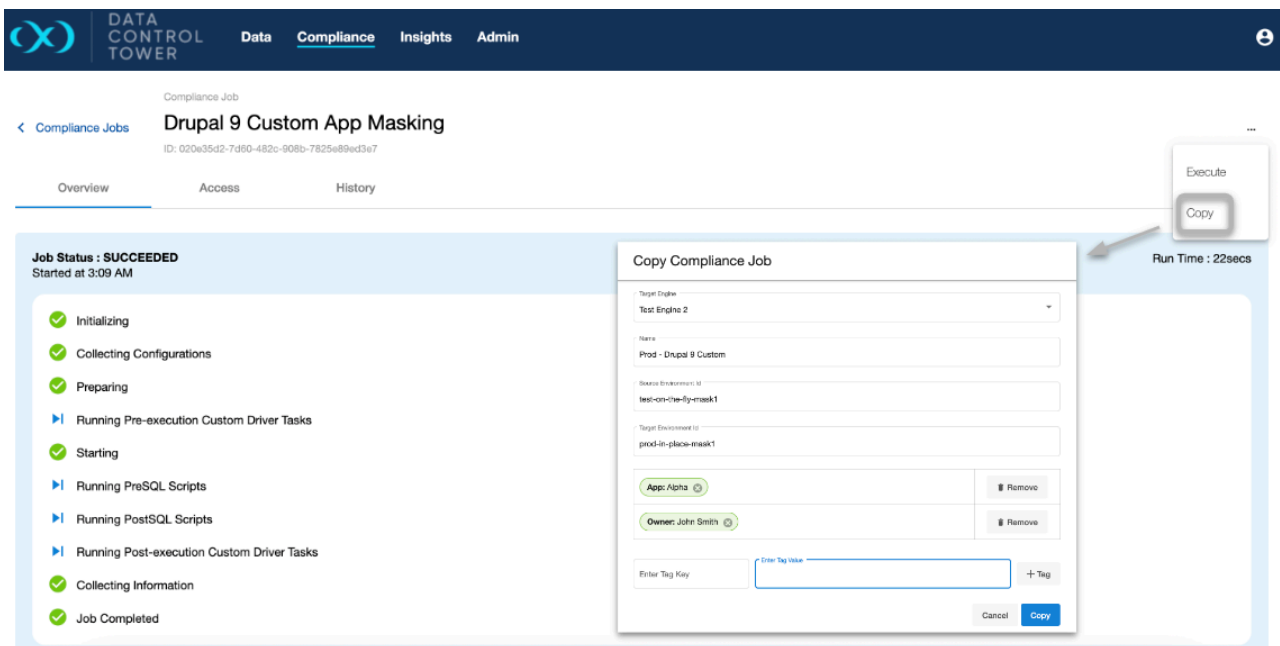 DATA
CONTROL
TOWER
Data Compliance Insights Admin
Compliance Job
Compliance Jobs
Drupal 9 Custom App Masking
ID: 020e35d2-7d60-482c-908b-7825e89ed3e7
...
Execute
Copy
Overview Access History
Job Status : SUCCEEDED
Started at 3:09 AM
Run Time : 22secs
Initializing
Collecting Configurations
Preparing
Running Pre-execution Custom Driver Tasks
Starting
Running PreSQL Scripts
Running PostSQL Scripts
Running Post-execution Custom Driver Tasks
Collecting Information
Job Completed
Copy Compliance Job
Target Engine
Test Engine 2
Name
Prod - Drupal 9 Custom
Source Environment Id
test-on-the-fly-mask1
Target Environment Id
prod-in-place-mask1
App: Alpha Remove
Owner: John Smith Remove
Enter Tag Key
Enter Tag Value
+ Tag
Cancel Copy